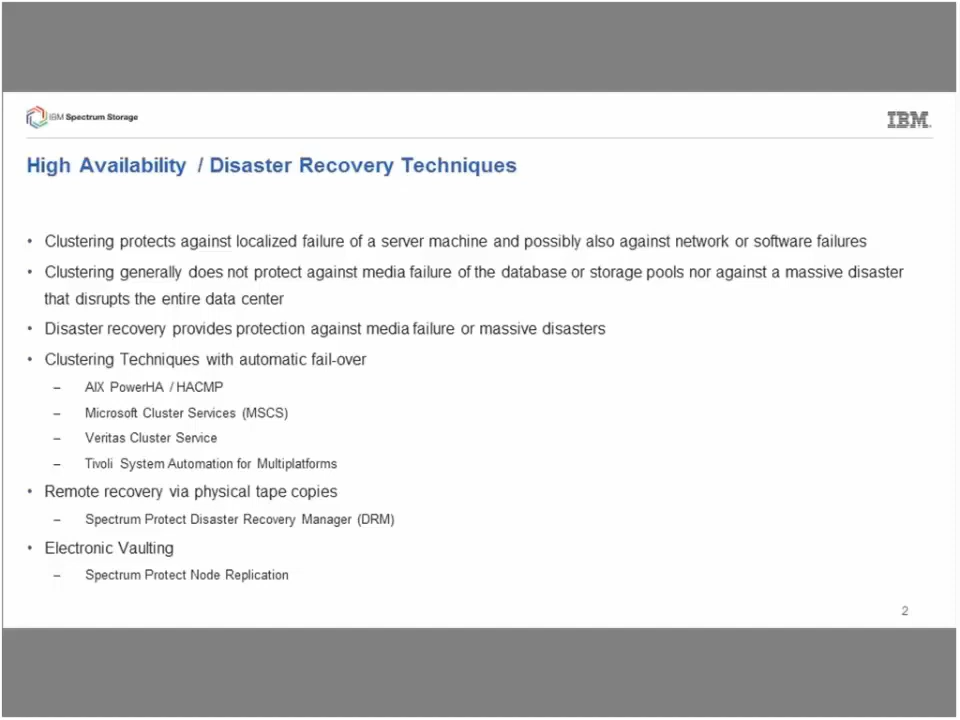 IBM Spectrum Storage
IBM
High Availability / Disaster Recovery Techniques
• Clustering protects against localized failure of a server machine and possibly also against network or software failures
• Clustering generally does not protect against media failure of the database or storage pools nor against a massive disaster
that disrupts the entire data center
• Disaster recovery provides protection against media failure or massive disasters
• Clustering Techniques with automatic fail-over
– AIX PowerHA / HACMP
– Microsoft Cluster Services (MSCS)
– Veritas Cluster Service
– Tivoli System Automation for Multiplatforms
• Remote recovery via physical tape copies
– Spectrum Protect Disaster Recovery Manager (DRM)
• Electronic Vaulting
– Spectrum Protect Node Replication
2